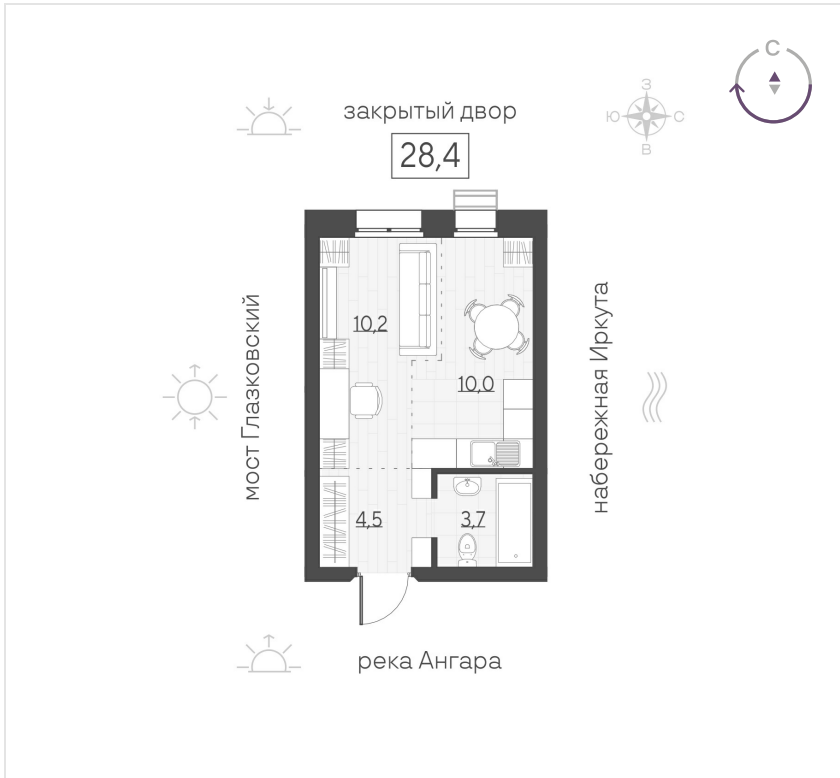 С
закрытый двор
З
Ю
С
В
28,4
мост Глазковский
набережная Иркута
10,2
10,0
4,5
3,7
река Ангара